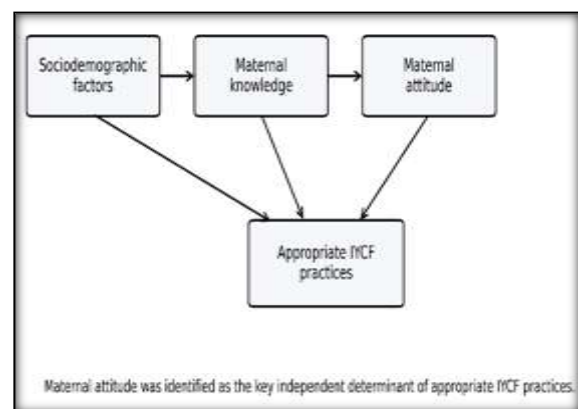 Sociodemographic
factors
Maternal
knowledge
Maternal
attitude
Appropriate IYCF
practices
Maternal attitude was identified as the key independent determinant of appropriate IYCF practices.